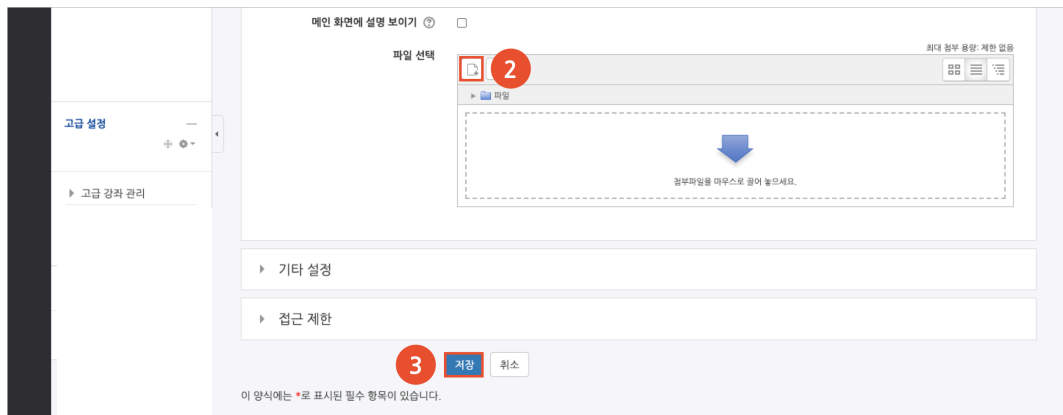 메인 화면에 설명 보이기
파일 선택
최대 첨부 용량: 제한 없음
2
파일
첨부파일을 마우스로 끌어 놓으세요.
고급 설정
고급 강좌 관리
기타 설정
접근 제한
3 저장 취소
이 양식에는 *로 표시된 필수 항목이 있습니다.